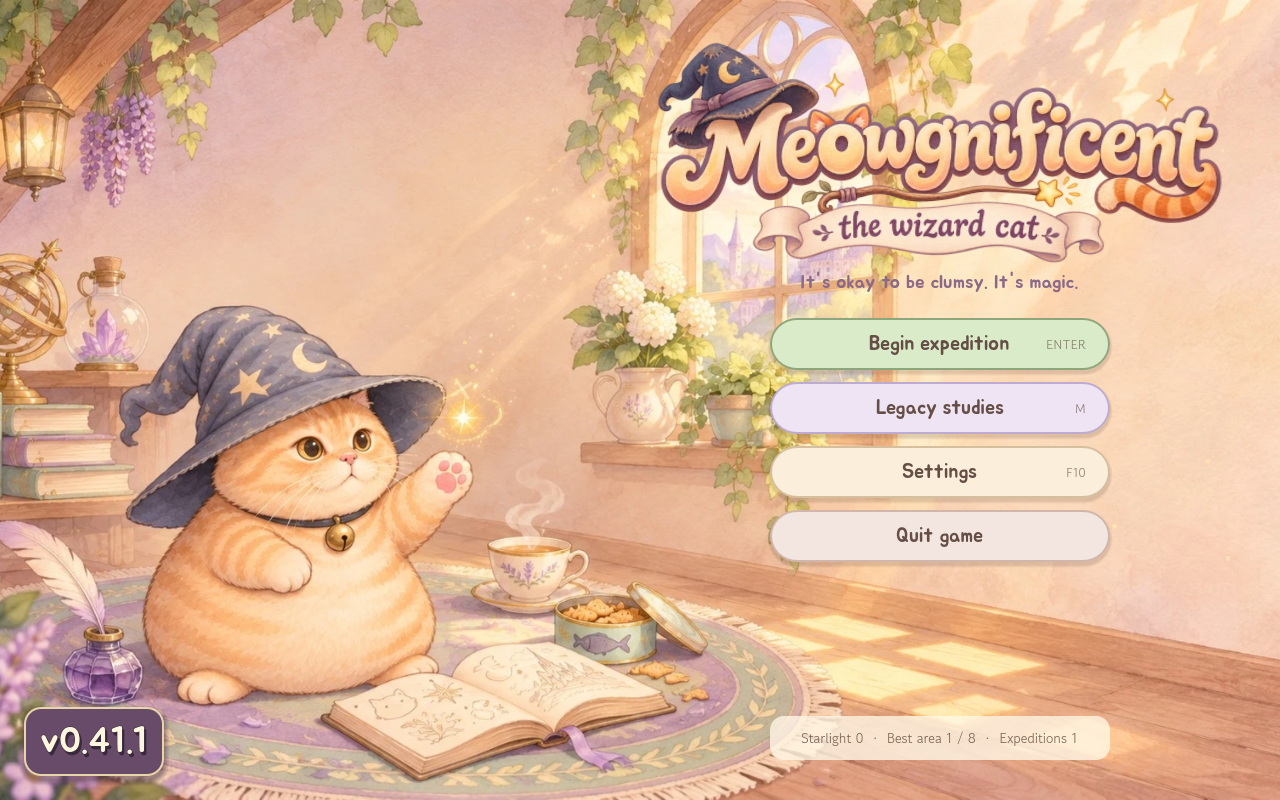 Meowgnificent
the wizard cat
It's okay to be clumsy. It's magic.
Begin expedition ENTER
Legacy studies M
Settings F10
Quit game
v0.41.1
Starlight 0 · Best area 1 / 8 · Expeditions 1